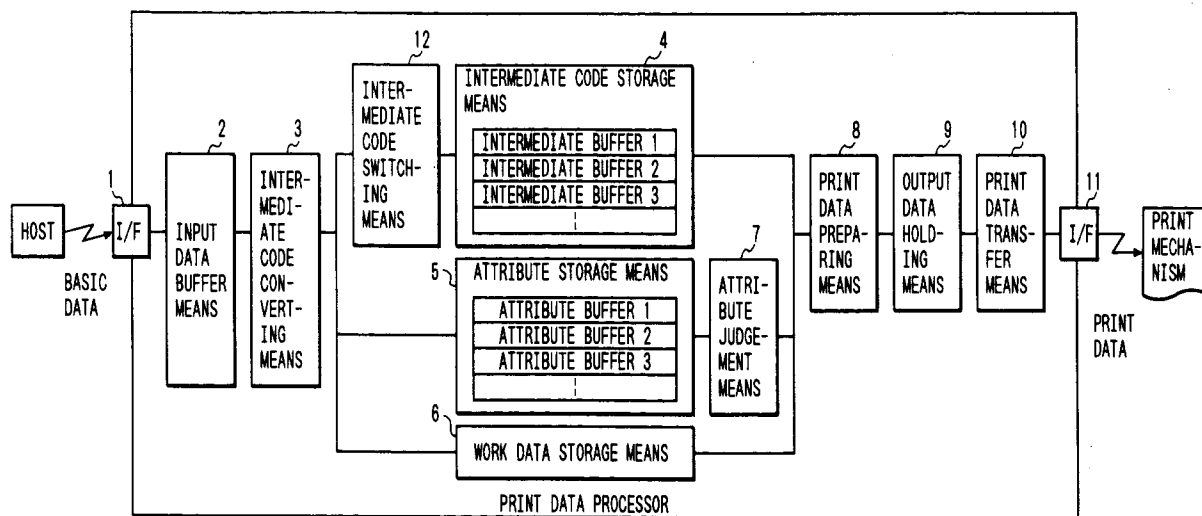 HOST
BASIC
DATA
1
I/F
2
INPUT
DATA
BUFFER
MEANS
3
INTER-
MEDI-
ATE
CODE
CON-
VERT-
ING
MEANS
12
INTER-
MEDIATE
CODE
SWITCH-
ING
MEANS
4
INTERMEDIATE CODE STORAGE
MEANS
INTERMEDIATE BUFFER 1
INTERMEDIATE BUFFER 2
INTERMEDIATE BUFFER 3
5
ATTRIBUTE STORAGE MEANS
ATTRIBUTE BUFFER 1
ATTRIBUTE BUFFER 2
ATTRIBUTE BUFFER 3
6
WORK DATA STORAGE MEANS
7
ATTRI-
BUTE
JUDGE-
MENT
MEANS
8
PRINT
DATA
PREPA-
RING
MEANS
9
OUTPUT
DATA
HOLD-
ING
MEANS
10
PRINT
DATA
TRANS-
FER
MEANS
11
I/F
PRINT
MECHA-
NISM
PRINT
DATA
PRINT DATA PROCESSOR